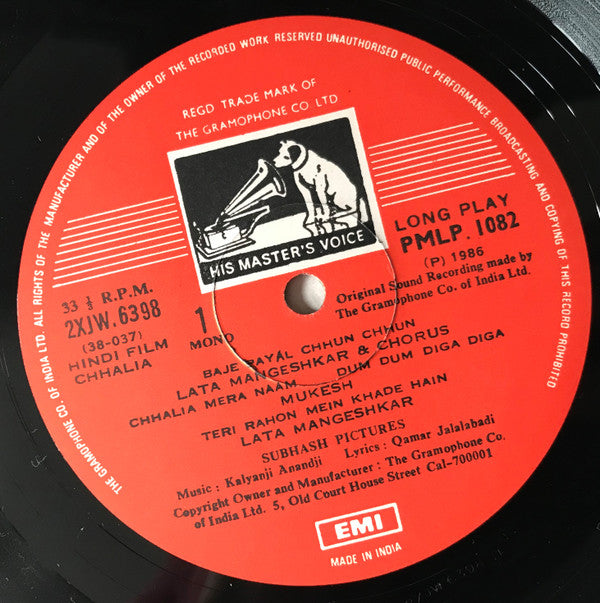 THE GRAMOPHONE CO. OF INDIA LTD. ALL RIGHTS OF THE MANUFACTURER AND OF THE OWNER OF THE RECORDED WORK RESERVED UNAUTHORISED PUBLIC PERFORMANCE BROADCASTING AND COPYING OF THIS RECORD PROHIBITED
REGD TRADE MARK OF
THE GRAMOPHONE CO LTD
HIS MASTER'S VOICE
LONG PLAY
PMLP. 1082
(P) 1986
Original Sound Recording made by
The Gramophone Co. of India Ltd.
33 1/3 R.P.M.
2XJW. 6398
(38-037)
HINDI FILM
CHHALIA
1
MONO
BAJE PAYAL CHHUN CHHUN
LATA MANGESHKAR & CHORUS
CHHALIA MERA NAAM DUM DUM DIGA DIGA
MUKESH
TERI RAHON MEIN KHADE HAIN
LATA MANGESHKAR
SUBHASH PICTURES
Music : Kalyanji Anandji Lyrics : Qamar Jalalabadi
Copyright Owner and Manufacturer : The Gramophone Co.
of India Ltd. 5, Old Court House Street Cal-700001
EMI
MADE IN INDIA